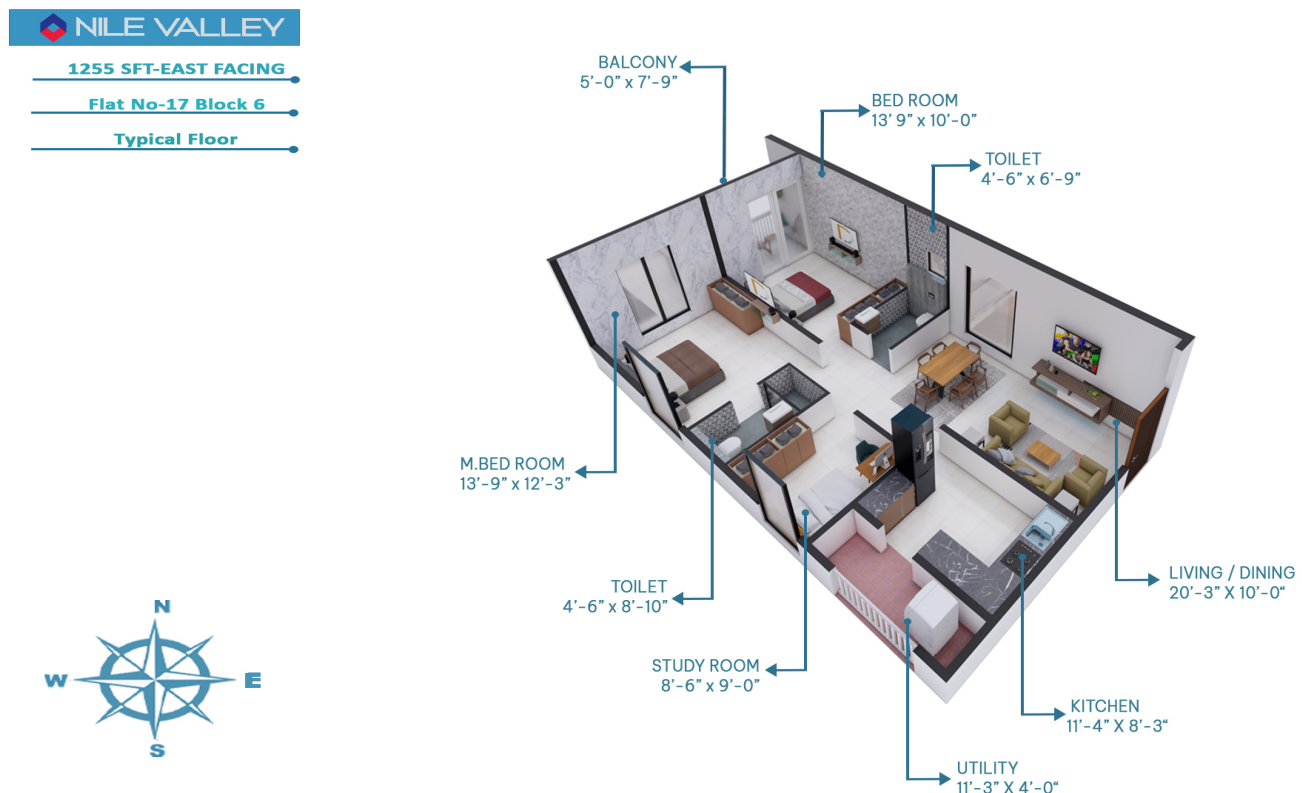 NILE VALLEY
1255 SFT-EAST FACING
Flat No-17 Block 6
Typical Floor
BALCONY
5'-0" x 7'-9"
BED ROOM
13' 9" x 10'-0"
TOILET
4'-6" x 6'-9"
M.BED ROOM
13'-9" x 12'-3"
TOILET
4'-6" x 8'-10"
STUDY ROOM
8'-6" x 9'-0"
LIVING / DINING
20'-3" X 10'-0"
KITCHEN
11'-4" X 8'-3"
UTILITY
11'-3" X 4'-0"
N
W
E
S